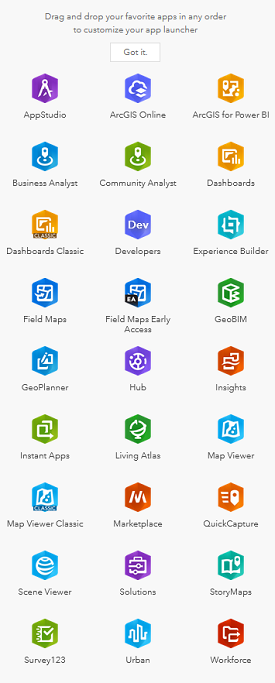 Drag and drop your favorite apps in any order
to customize your app launcher
Got it.
AppStudio
ArcGIS Online
ArcGIS for Power BI
Business Analyst
Community Analyst
Dashboards
CLASSIC
Dashboards Classic
Dev
Developers
Experience Builder
Field Maps
EA
Field Maps Early
Access
GeoBIM
GeoPlanner
Hub
Insights
Instant Apps
Living Atlas
Map Viewer
CLASSIC
Map Viewer Classic
Marketplace
QuickCapture
Scene Viewer
Solutions
StoryMaps
Survey123
Urban
Workforce